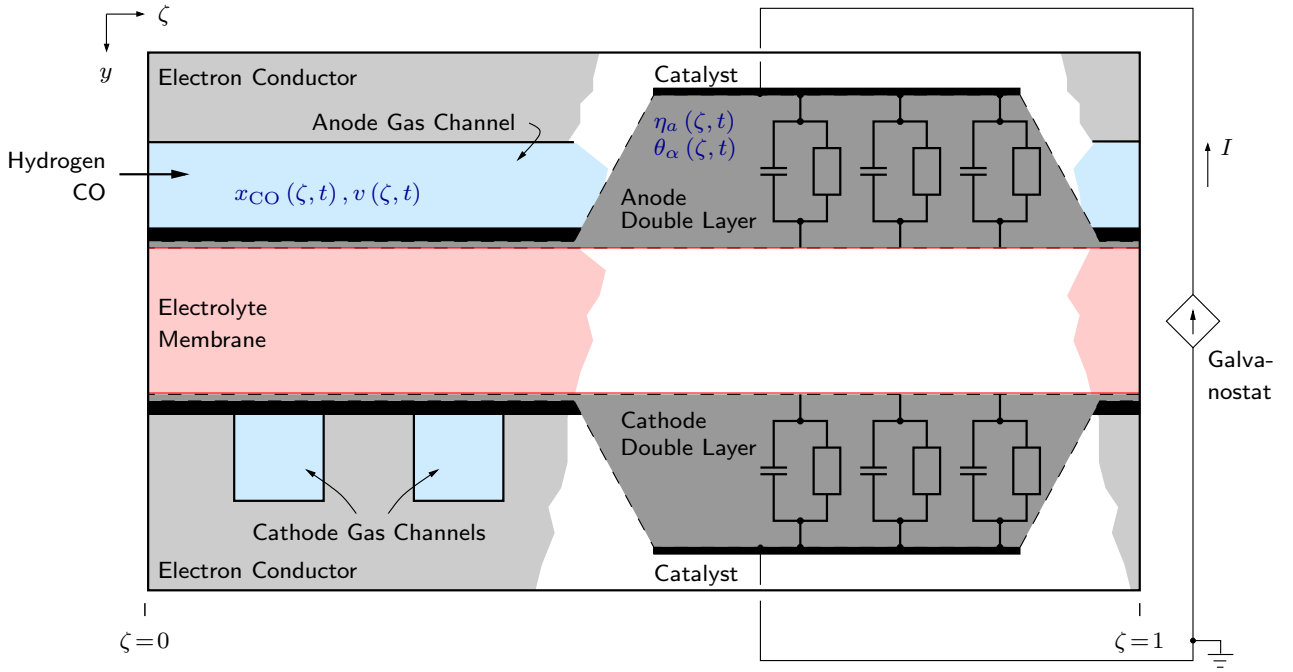 ζ
y
Electron Conductor
Catalyst
Anode Gas Channel
η_a (ζ, t)
θ_α (ζ, t)
Hydrogen
CO
x_CO (ζ, t) , v (ζ, t)
Anode
Double Layer
I
Electrolyte
Membrane
Galva-
nostat
Cathode
Double Layer
Cathode Gas Channels
Electron Conductor
Catalyst
ζ = 0
ζ = 1